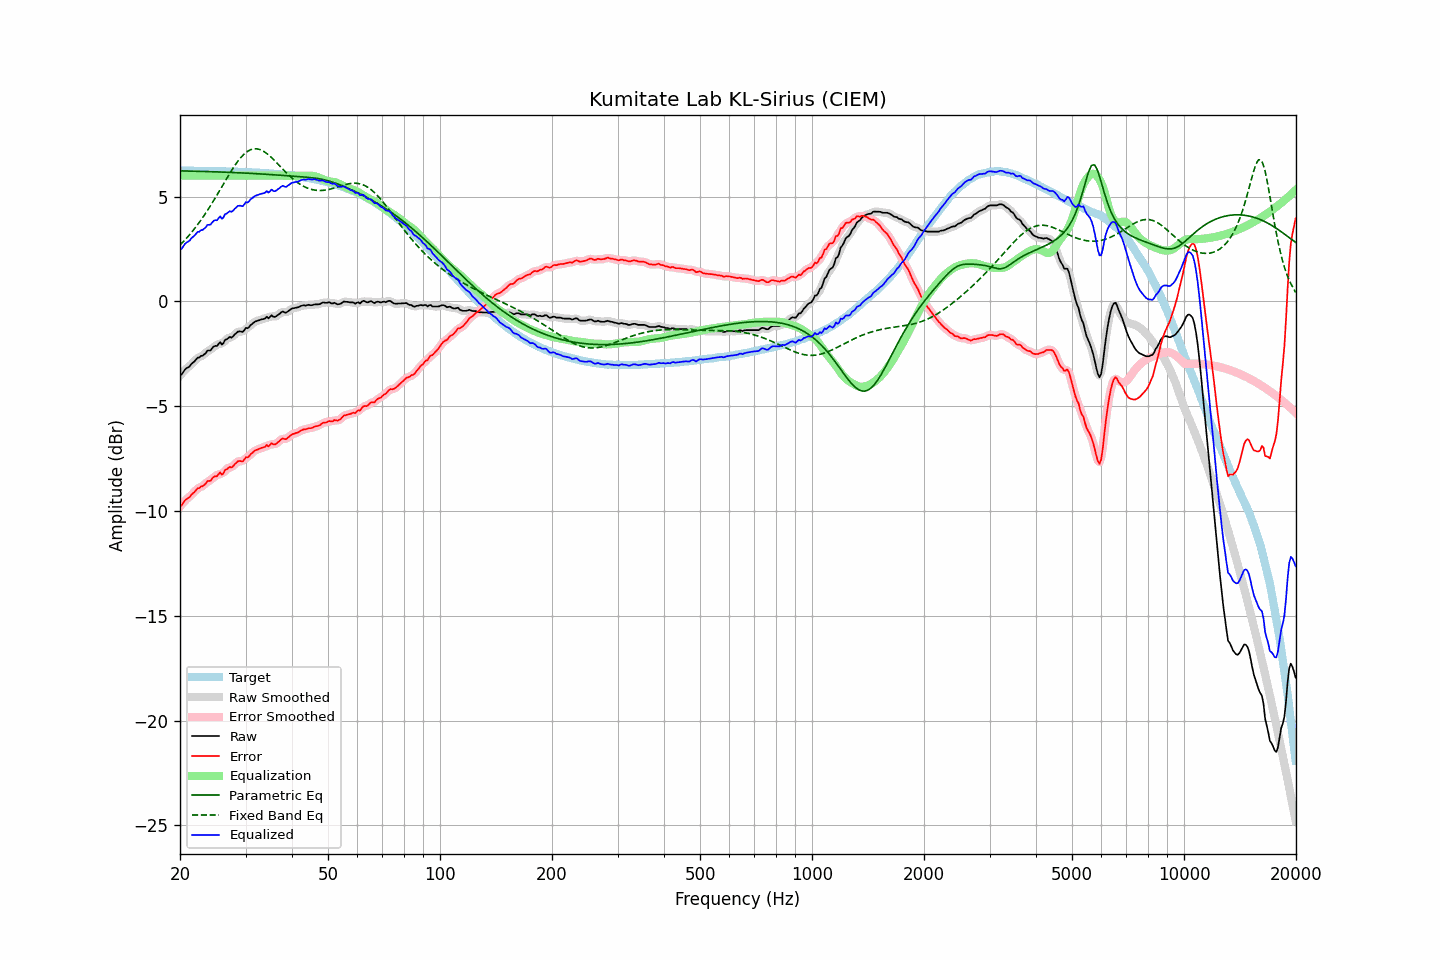 Kumitate Lab KL-Sirius (CIEM)
Amplitude (dBr)
5
0
−5
−10
−15
−20
−25
Target
Raw Smoothed
Error Smoothed
Raw
Error
Equalization
Parametric Eq
Fixed Band Eq
Equalized
20 50 100 200 500 1000 2000 5000 10000 20000
Frequency (Hz)